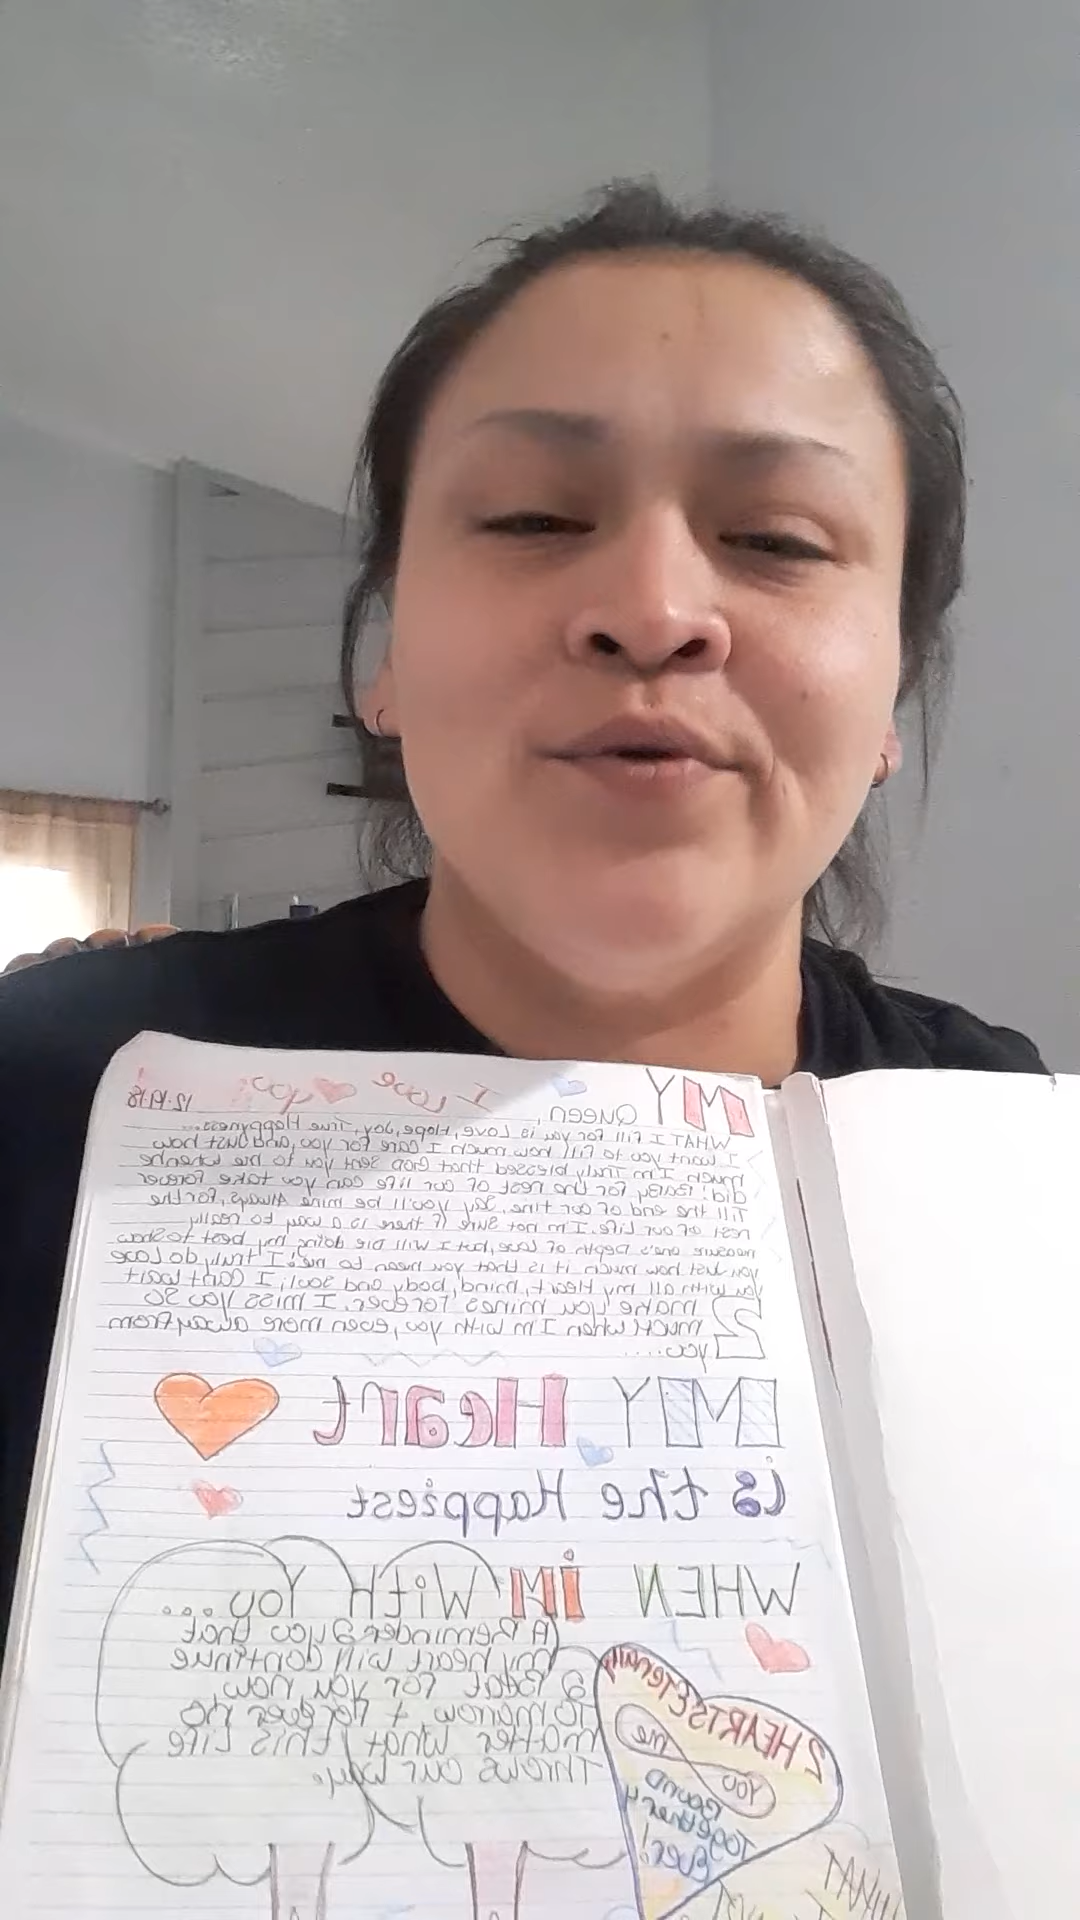 I Love you!
12-19-18
MY Queen,
WHAT I fill for you is Love, Hope, Joy, True Happyness...
I want you to fill how much I care for you, and Just how
much I'm Truly blessed that GOD sent you to me when he
did! Baby for the rest of our life can you take forever
Till the end of our time, Say you'll be mine Always, for the
rest of our Life. I'm not sure if there is a way to really
measure one's Depth of love, but I will Die doing my best to show
you Just how much it is that you mean to me! I truly do Love
you with all my Heart, mind, body and soul, I Can't wait
2 make you mines forever. I miss you so
much when I'm with you, even more away from
you....
MY Heart
is the Happiest
WHEN iM WitH You...
(A Reminder 2 you that
my heart will continue
2 Beat for you now,
Tomorrow + forever no
matter what this Life
Throws our way.
2 HEARTS ETERNITY
me
you
Bound
Together 4
Ever!
WHAT